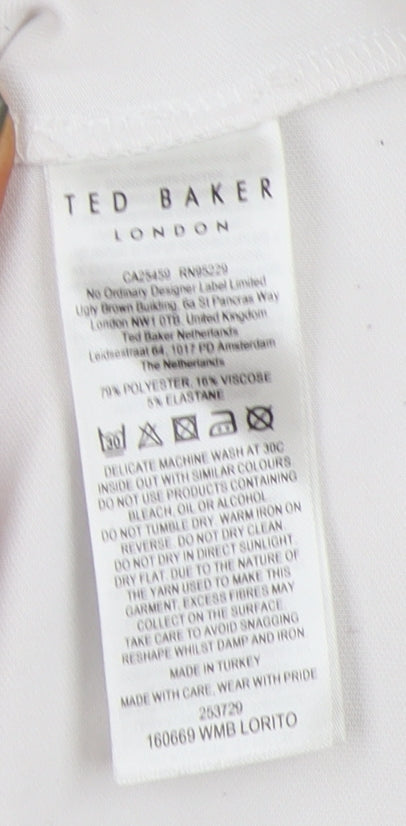 TED BAKER
LONDON
CA25459 RN95229
No Ordinary Designer Label Limited
Ugly Brown Building, 6a St Pancras Way
London NW1 0TB, United Kingdom
Ted Baker Netherlands
Leidsestraat 64, 1017 PD Amsterdam
The Netherlands
79% POLYESTER, 16% VISCOSE
5% ELASTANE
30
DELICATE MACHINE WASH AT 30C
INSIDE OUT WITH SIMILAR COLOURS
DO NOT USE PRODUCTS CONTAINING
BLEACH, OIL OR ALCOHOL
DO NOT TUMBLE DRY. WARM IRON ON
REVERSE. DO NOT DRY CLEAN.
DO NOT DRY IN DIRECT SUNLIGHT.
DRY FLAT. DUE TO THE NATURE OF
THE YARN USED TO MAKE THIS
GARMENT, EXCESS FIBRES MAY
COLLECT ON THE SURFACE.
TAKE CARE TO AVOID SNAGGING
RESHAPE WHILST DAMP AND IRON
MADE IN TURKEY
MADE WITH CARE, WEAR WITH PRIDE
253729
160669 WMB LORITO